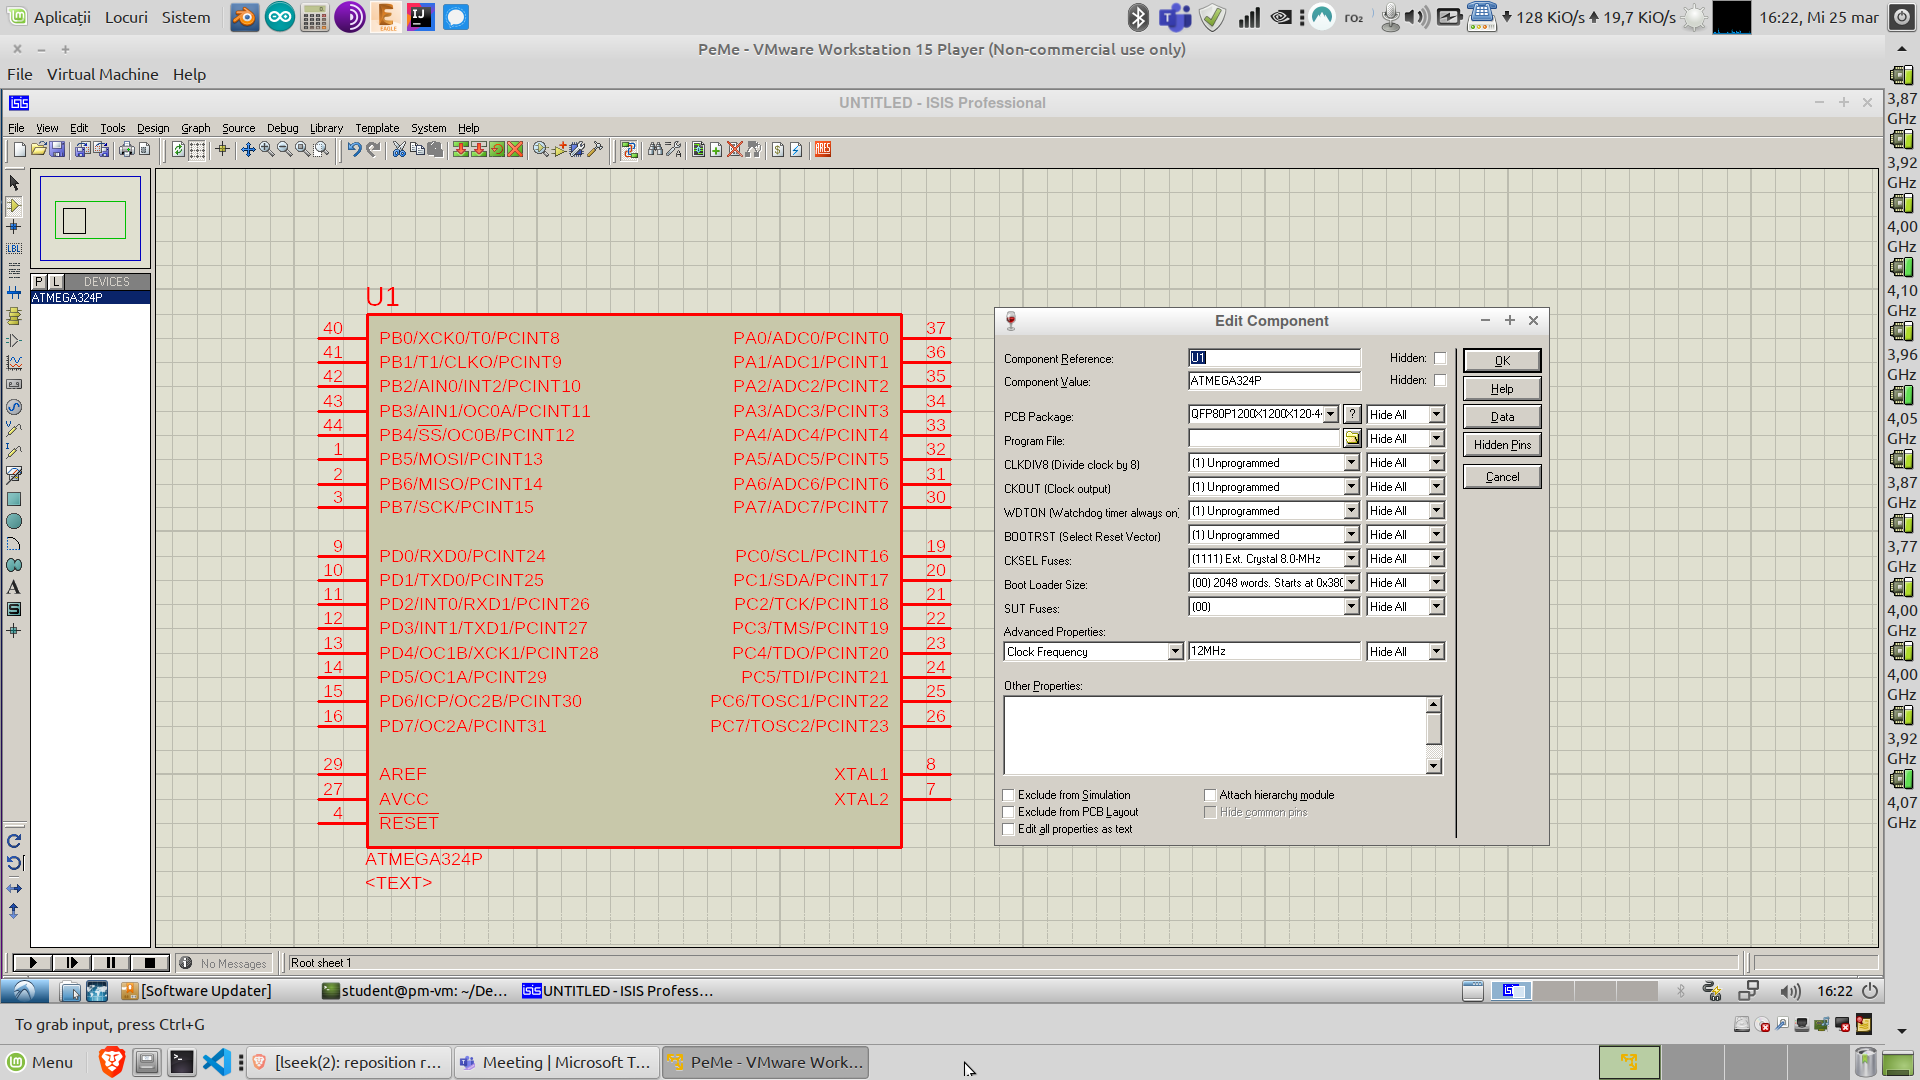 Aplicații Locuri Sistem
128 KiO/s 19,7 KiO/s 16:22, Mi 25 mar
PeMe - VMware Workstation 15 Player (Non-commercial use only)
File Virtual Machine Help
UNTITLED - ISIS Professional
File View Edit Tools Design Graph Source Debug Library Template System Help
P L DEVICES
ATMEGA324P
U1
40 PB0/XCK0/T0/PCINT8 PA0/ADC0/PCINT0 37
41 PB1/T1/CLKO/PCINT9 PA1/ADC1/PCINT1 36
42 PB2/AIN0/INT2/PCINT10 PA2/ADC2/PCINT2 35
43 PB3/AIN1/OC0A/PCINT11 PA3/ADC3/PCINT3 34
44 PB4/SS/OC0B/PCINT12 PA4/ADC4/PCINT4 33
1 PB5/MOSI/PCINT13 PA5/ADC5/PCINT5 32
2 PB6/MISO/PCINT14 PA6/ADC6/PCINT6 31
3 PB7/SCK/PCINT15 PA7/ADC7/PCINT7 30
9 PD0/RXD0/PCINT24 PC0/SCL/PCINT16 19
10 PD1/TXD0/PCINT25 PC1/SDA/PCINT17 20
11 PD2/INT0/RXD1/PCINT26 PC2/TCK/PCINT18 21
12 PD3/INT1/TXD1/PCINT27 PC3/TMS/PCINT19 22
13 PD4/OC1B/XCK1/PCINT28 PC4/TDO/PCINT20 23
14 PD5/OC1A/PCINT29 PC5/TDI/PCINT21 24
15 PD6/ICP/OC2B/PCINT30 PC6/TOSC1/PCINT22 25
16 PD7/OC2A/PCINT31 PC7/TOSC2/PCINT23 26
29 AREF XTAL1 8
27 AVCC XTAL2 7
4 RESET
ATMEGA324P
<TEXT>
Edit Component
Component Reference: U1 Hidden:
Component Value: ATMEGA324P Hidden:
PCB Package: QFP80P1200X1200X120-4 ? Hide All
Program File: Hide All
CLKDIV8 (Divide clock by 8) (1) Unprogrammed Hide All
CKOUT (Clock output) (1) Unprogrammed Hide All
WDTON (Watchdog timer always on) (1) Unprogrammed Hide All
BOOTRST (Select Reset Vector) (1) Unprogrammed Hide All
CKSEL Fuses: (1111) Ext. Crystal 8.0-MHz Hide All
Boot Loader Size: (00) 2048 words. Starts at 0x380 Hide All
SUT Fuses: (00) Hide All
Advanced Properties:
Clock Frequency 12MHz Hide All
Other Properties:
Exclude from Simulation Attach hierarchy module
Exclude from PCB Layout Hide common pins
Edit all properties as text
OK
Help
Data
Hidden Pins
Cancel
3,87 GHz
3,92 GHz
4,00 GHz
4,10 GHz
3,96 GHz
4,05 GHz
3,87 GHz
3,77 GHz
4,00 GHz
4,00 GHz
3,92 GHz
4,07 GHz
No Messages Root sheet 1
[Software Updater] student@pm-vm: ~/De... UNTITLED - ISIS Profess... 16:22
To grab input, press Ctrl+G
Menu [lseek(2): reposition r... Meeting | Microsoft T... PeMe - VMware Work...